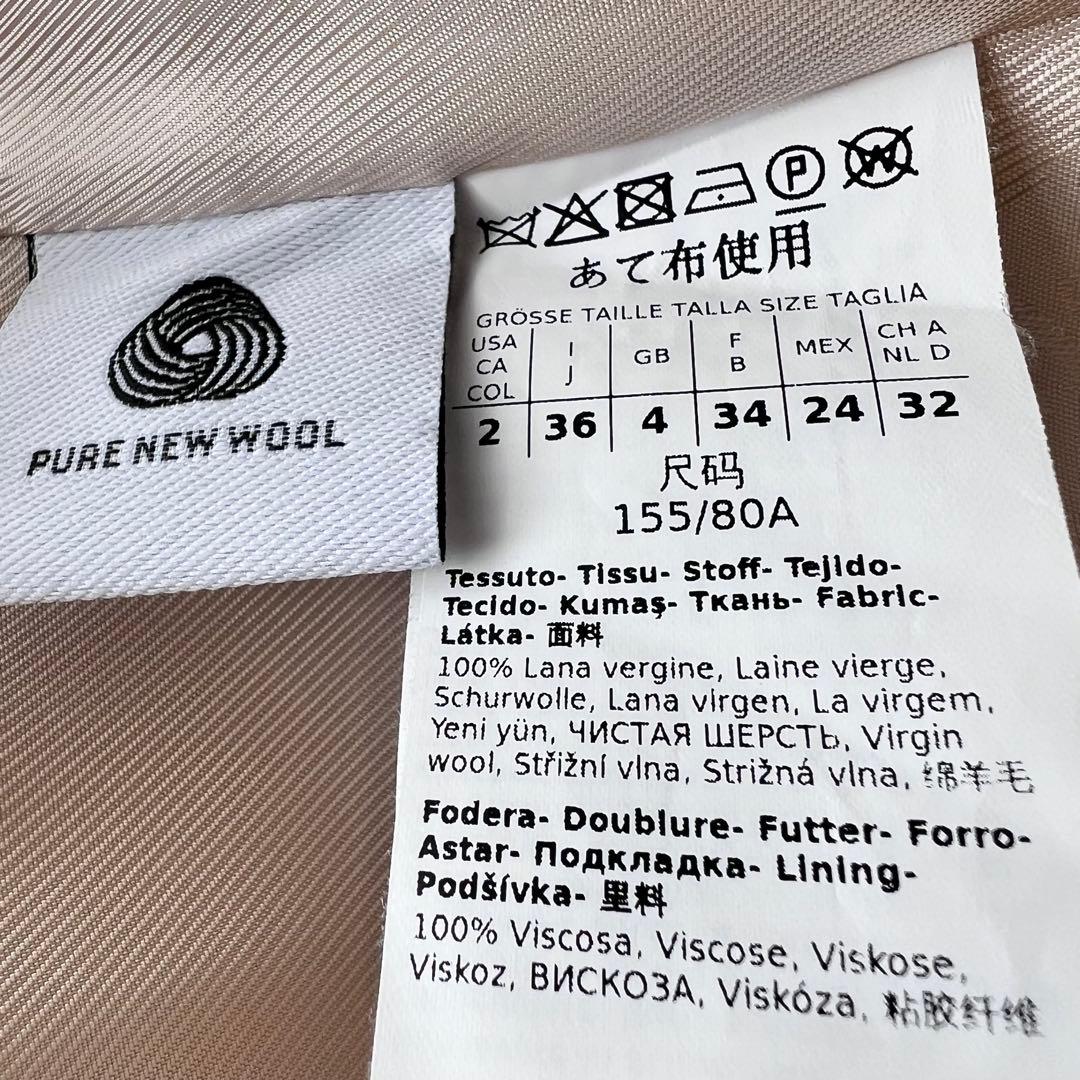 PURE NEW WOOL
P W
あて布使用
GRÖSSE TAILLE TALLA SIZE TAGLIA
USA CA COL
I J
GB
F B
MEX
CH A NL D
2 36 4 34 24 32
尺码
155/80A
Tessuto- Tissu- Stoff- Tejido-
Tecido- Kumaş- Ткань- Fabric-
Látka- 面料
100% Lana vergine, Laine vierge,
Schurwolle, Lana virgen, La virgem,
Yeni yün, ЧИСТАЯ ШЕРСТЬ, Virgin
wool, Střižní vlna, Strižná vlna, 绵羊毛
Fodera- Doublure- Futter- Forro-
Astar- Подкладка- Lining-
Podšívka- 里料
100% Viscosa, Viscose, Viskose,
Viskoz, ВИСКОЗА, Viskóza, 粘胶纤维